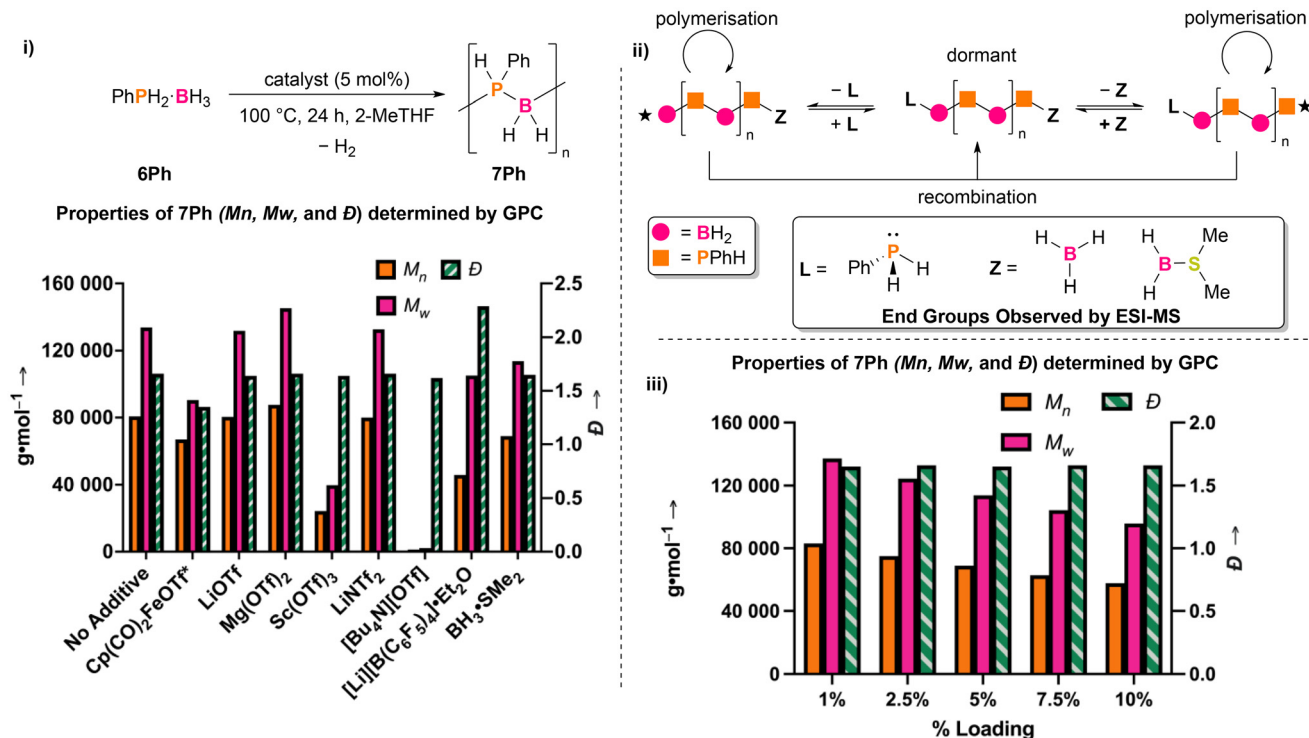 i)
PhPH₂·BH₃
catalyst (5 mol%)
100 °C, 24 h, 2-MeTHF
− H₂
H
Ph
P
B
H
H
n
6Ph
7Ph
Properties of 7Ph (Mn, Mw, and Đ) determined by GPC
Mₙ
Đ
M_w
160 000
120 000
80 000
40 000
0
g•mol⁻¹ →
2.5
2.0
1.5
1.0
0.5
0.0
Đ →
No Additive
Cp(CO)₂FeOTf*
LiOTf
Mg(OTf)₂
Sc(OTf)₃
LiNTf₂
[Bu₄N][OTf]
[Li][B(C₆F₅)₄]•Et₂O
BH₃•SMe₂
ii)
polymerisation
dormant
polymerisation
★
n
Z
− L
+ L
L
n
Z
− Z
+ Z
L
n
★
recombination
= BH₂
= PPhH
L =
Ph
P
H
H
Z =
H
H
B
H
H
B
H
S
Me
Me
End Groups Observed by ESI-MS
Properties of 7Ph (Mn, Mw, and Đ) determined by GPC
iii)
Mₙ
Đ
M_w
160 000
120 000
80 000
40 000
0
g•mol⁻¹ →
2.0
1.5
1.0
0.5
0.0
Đ →
1%
2.5%
5%
7.5%
10%
% Loading